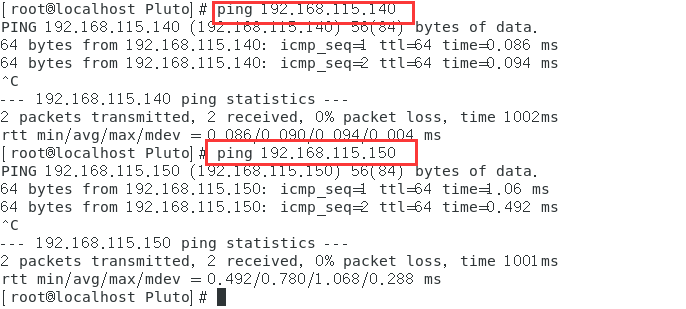 [root@localhost Pluto]# ping 192.168.115.140
PING 192.168.115.140 (192.168.115.140) 56(84) bytes of data.
64 bytes from 192.168.115.140: icmp_seq=1 ttl=64 time=0.086 ms
64 bytes from 192.168.115.140: icmp_seq=2 ttl=64 time=0.094 ms
^C
--- 192.168.115.140 ping statistics ---
2 packets transmitted, 2 received, 0% packet loss, time 1002ms
rtt min/avg/max/mdev = 0.086/0.090/0.094/0.004 ms
[root@localhost Pluto]# ping 192.168.115.150
PING 192.168.115.150 (192.168.115.150) 56(84) bytes of data.
64 bytes from 192.168.115.150: icmp_seq=1 ttl=64 time=1.06 ms
64 bytes from 192.168.115.150: icmp_seq=2 ttl=64 time=0.492 ms
^C
--- 192.168.115.150 ping statistics ---
2 packets transmitted, 2 received, 0% packet loss, time 1001ms
rtt min/avg/max/mdev = 0.492/0.780/1.068/0.288 ms
[root@localhost Pluto]#